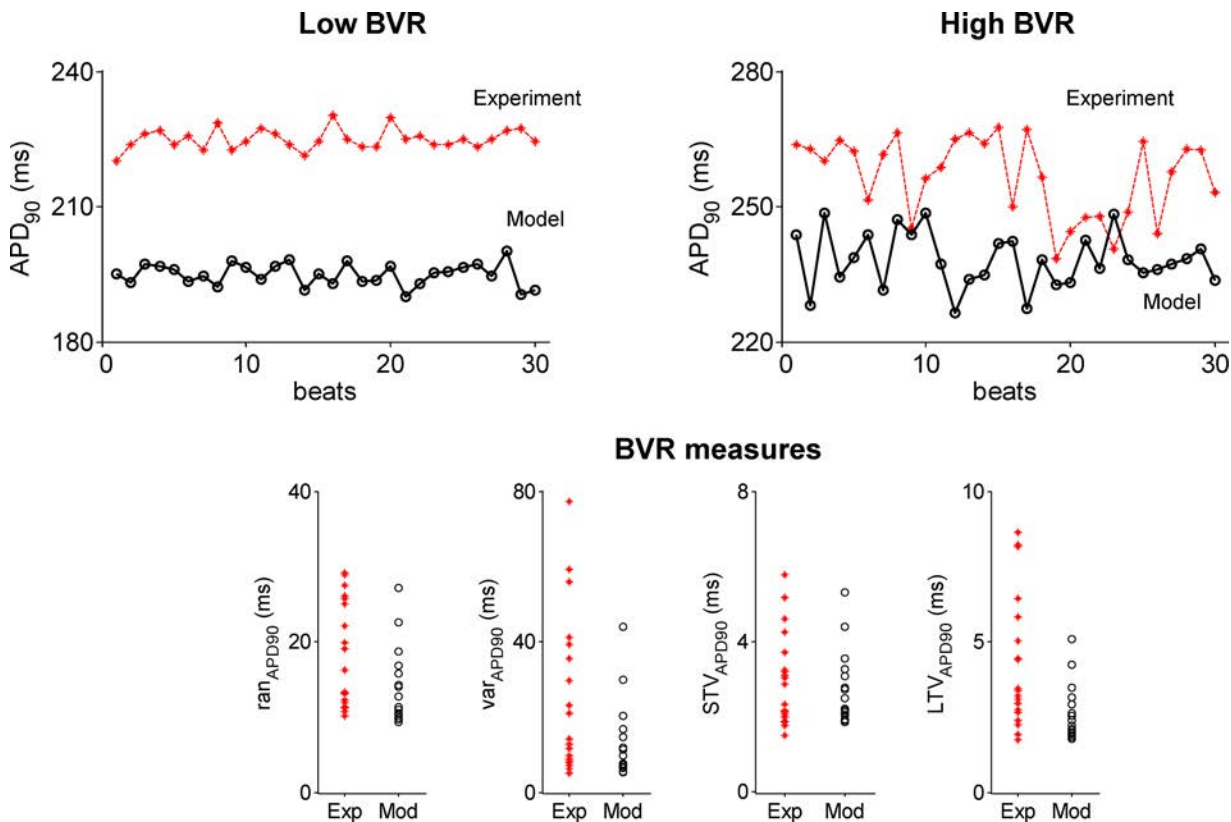 Low BVR
240
210
180
APD90 (ms)
Experiment
Model
0
10
20
30
beats
High BVR
280
250
220
APD90 (ms)
Experiment
Model
0
10
20
30
beats
BVR measures
40
20
0
ranAPD90 (ms)
Exp Mod
80
40
0
varAPD90 (ms)
Exp Mod
8
4
0
STVAPD90 (ms)
Exp Mod
10
5
0
LTVAPD90 (ms)
Exp Mod